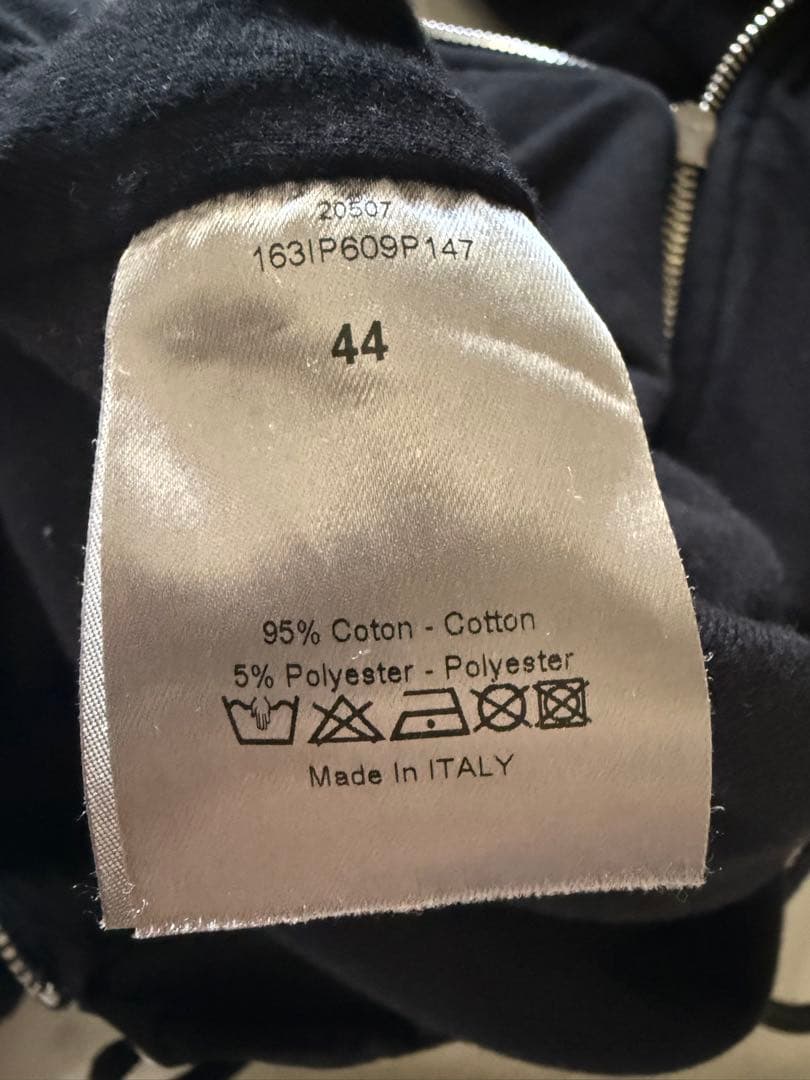 20507
163IP609P147
44
95% Coton - Cotton
5% Polyester - Polyester
Made In ITALY